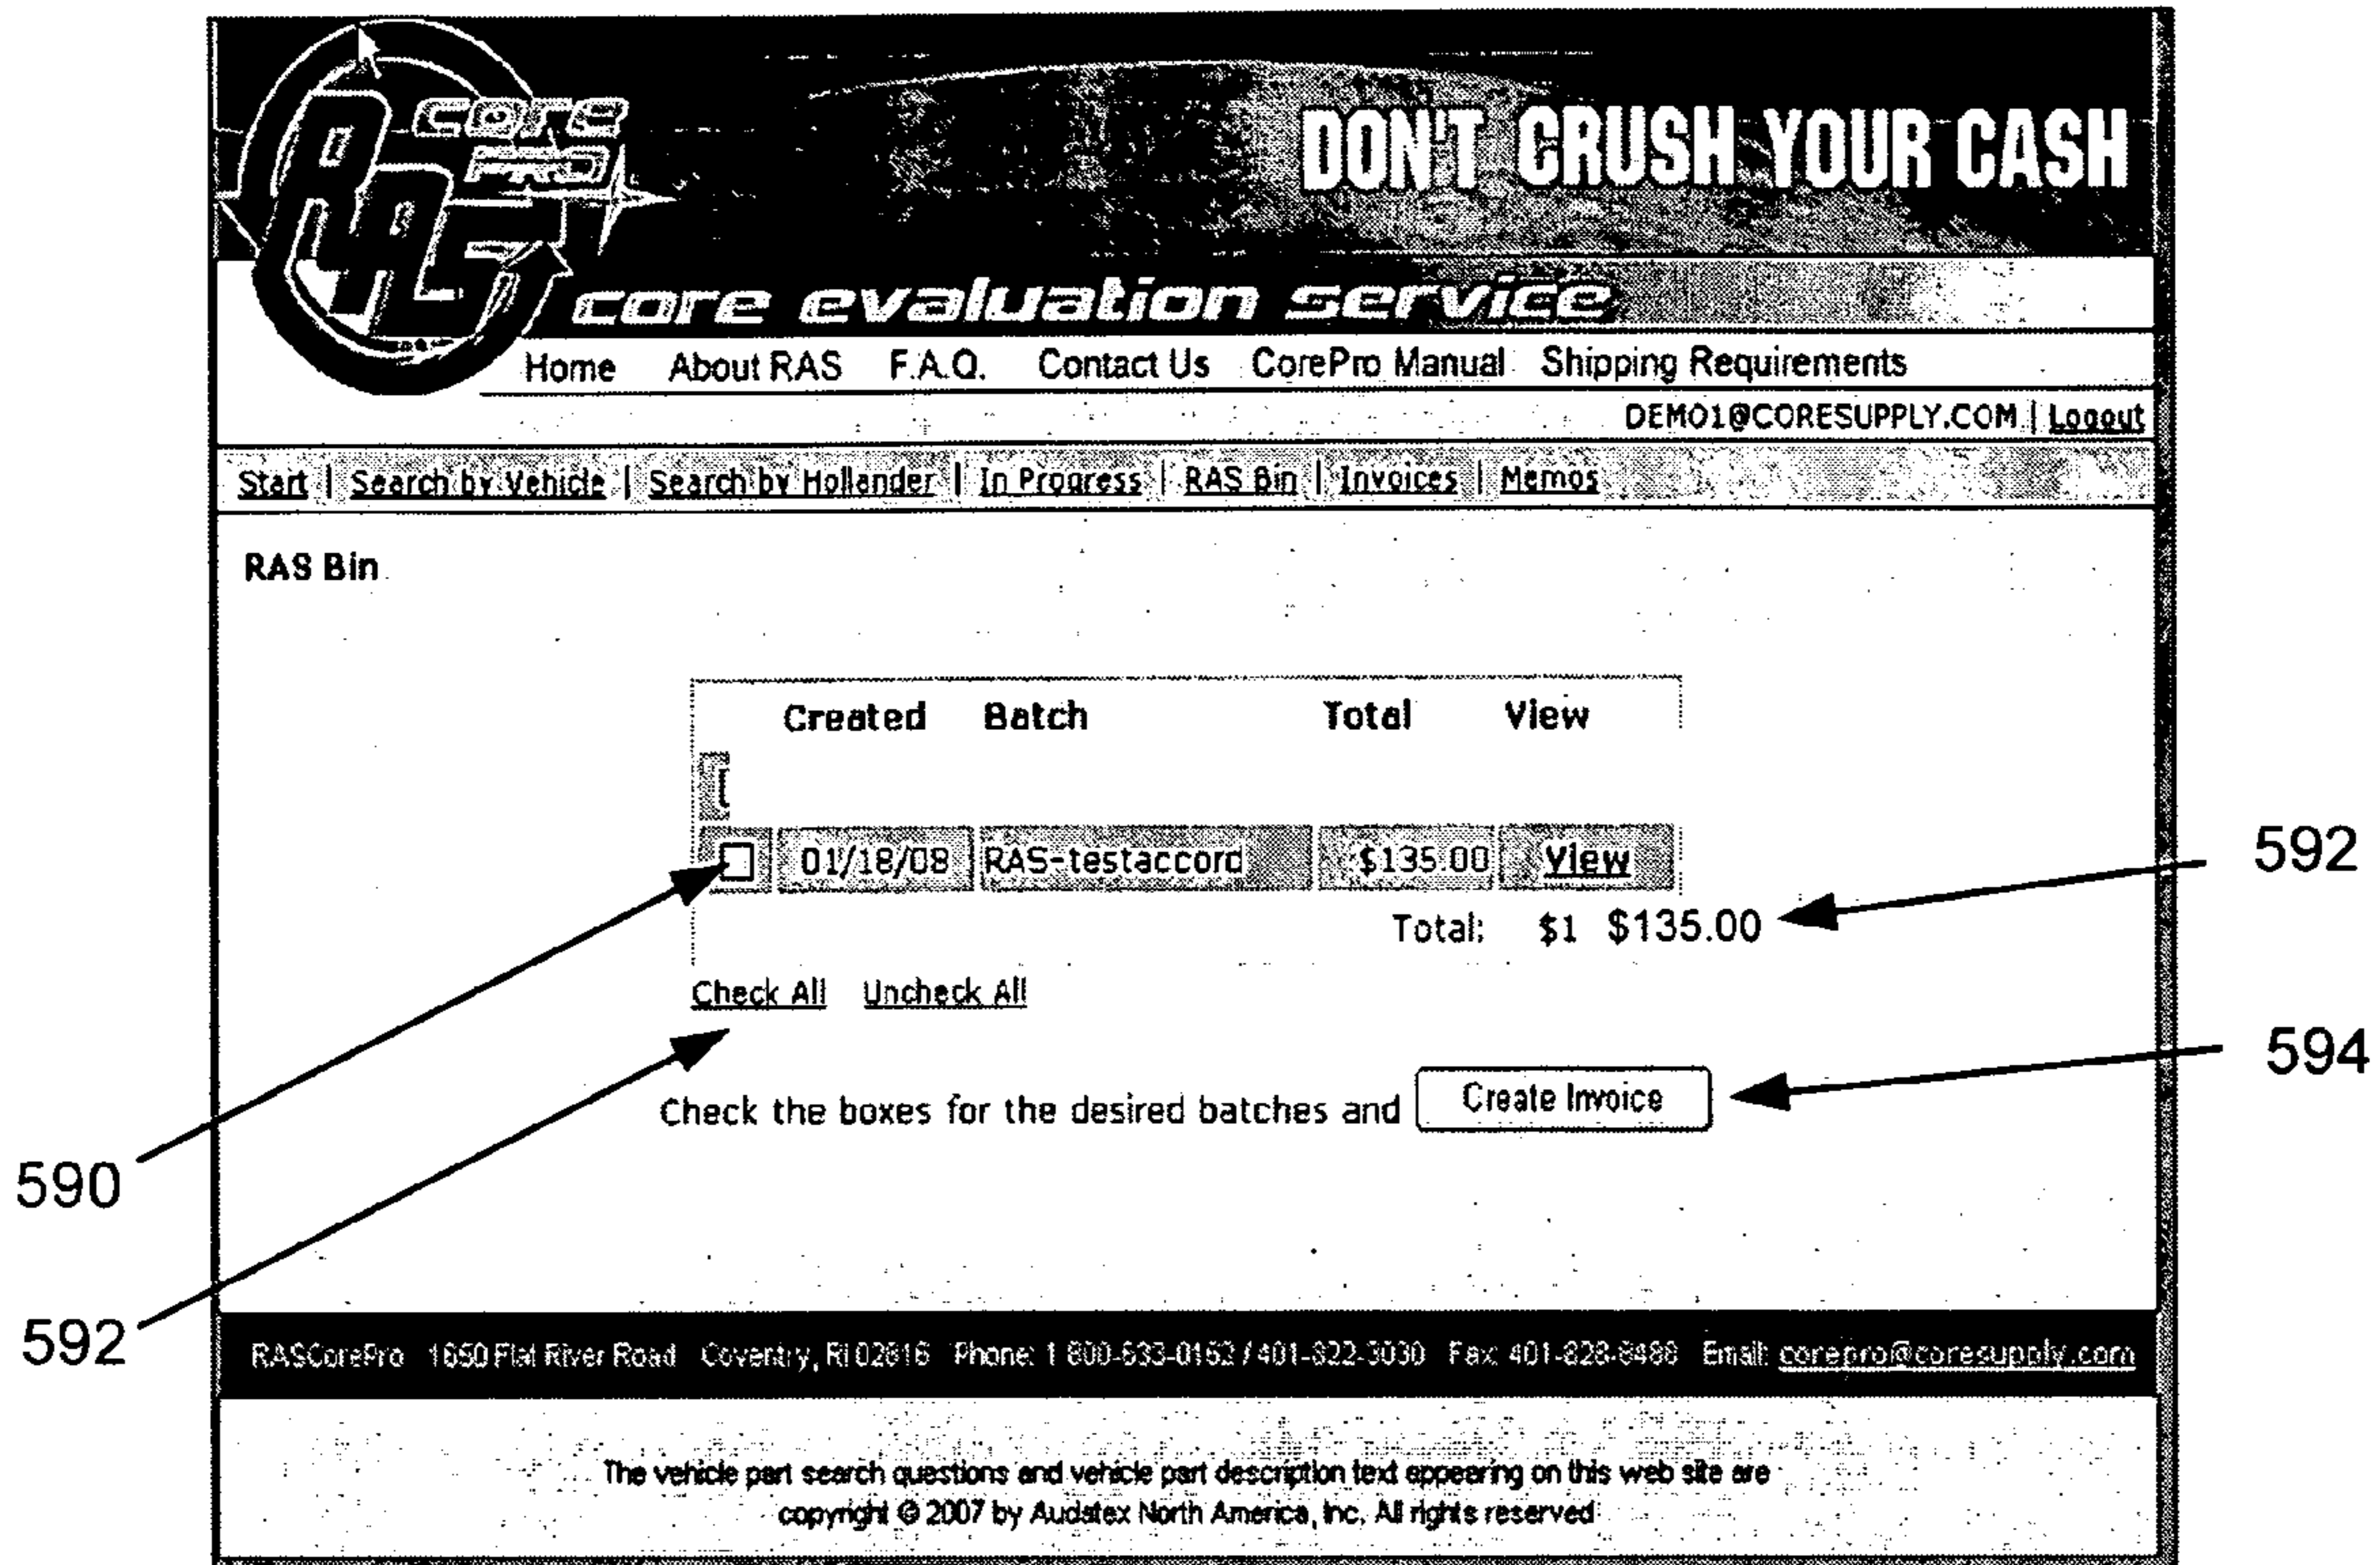 core
PRO
RAS
DON'T CRUSH YOUR CASH
core evaluation service
Home About RAS F.A.Q. Contact Us CorePro Manual Shipping Requirements
DEMO1@CORESUPPLY.COM | Logout
Start | Search by Vehicle | Search by Hollander | In Progress | RAS Bin | Invoices | Memos
RAS Bin
Created Batch Total View
01/18/08 RAS-testaccord $135.00 View
592
Total: $1 $135.00
Check All Uncheck All
594
Check the boxes for the desired batches and Create Invoice
590
592
RASCorePro 1650 Flat River Road Coventry, RI 02816 Phone: 1 800-633-0162 / 401-822-3030 Fax: 401-828-8488 Email: corepro@coresupply.com
The vehicle part search questions and vehicle part description text appearing on this web site are
copyright © 2007 by Audatex North America, Inc. All rights reserved